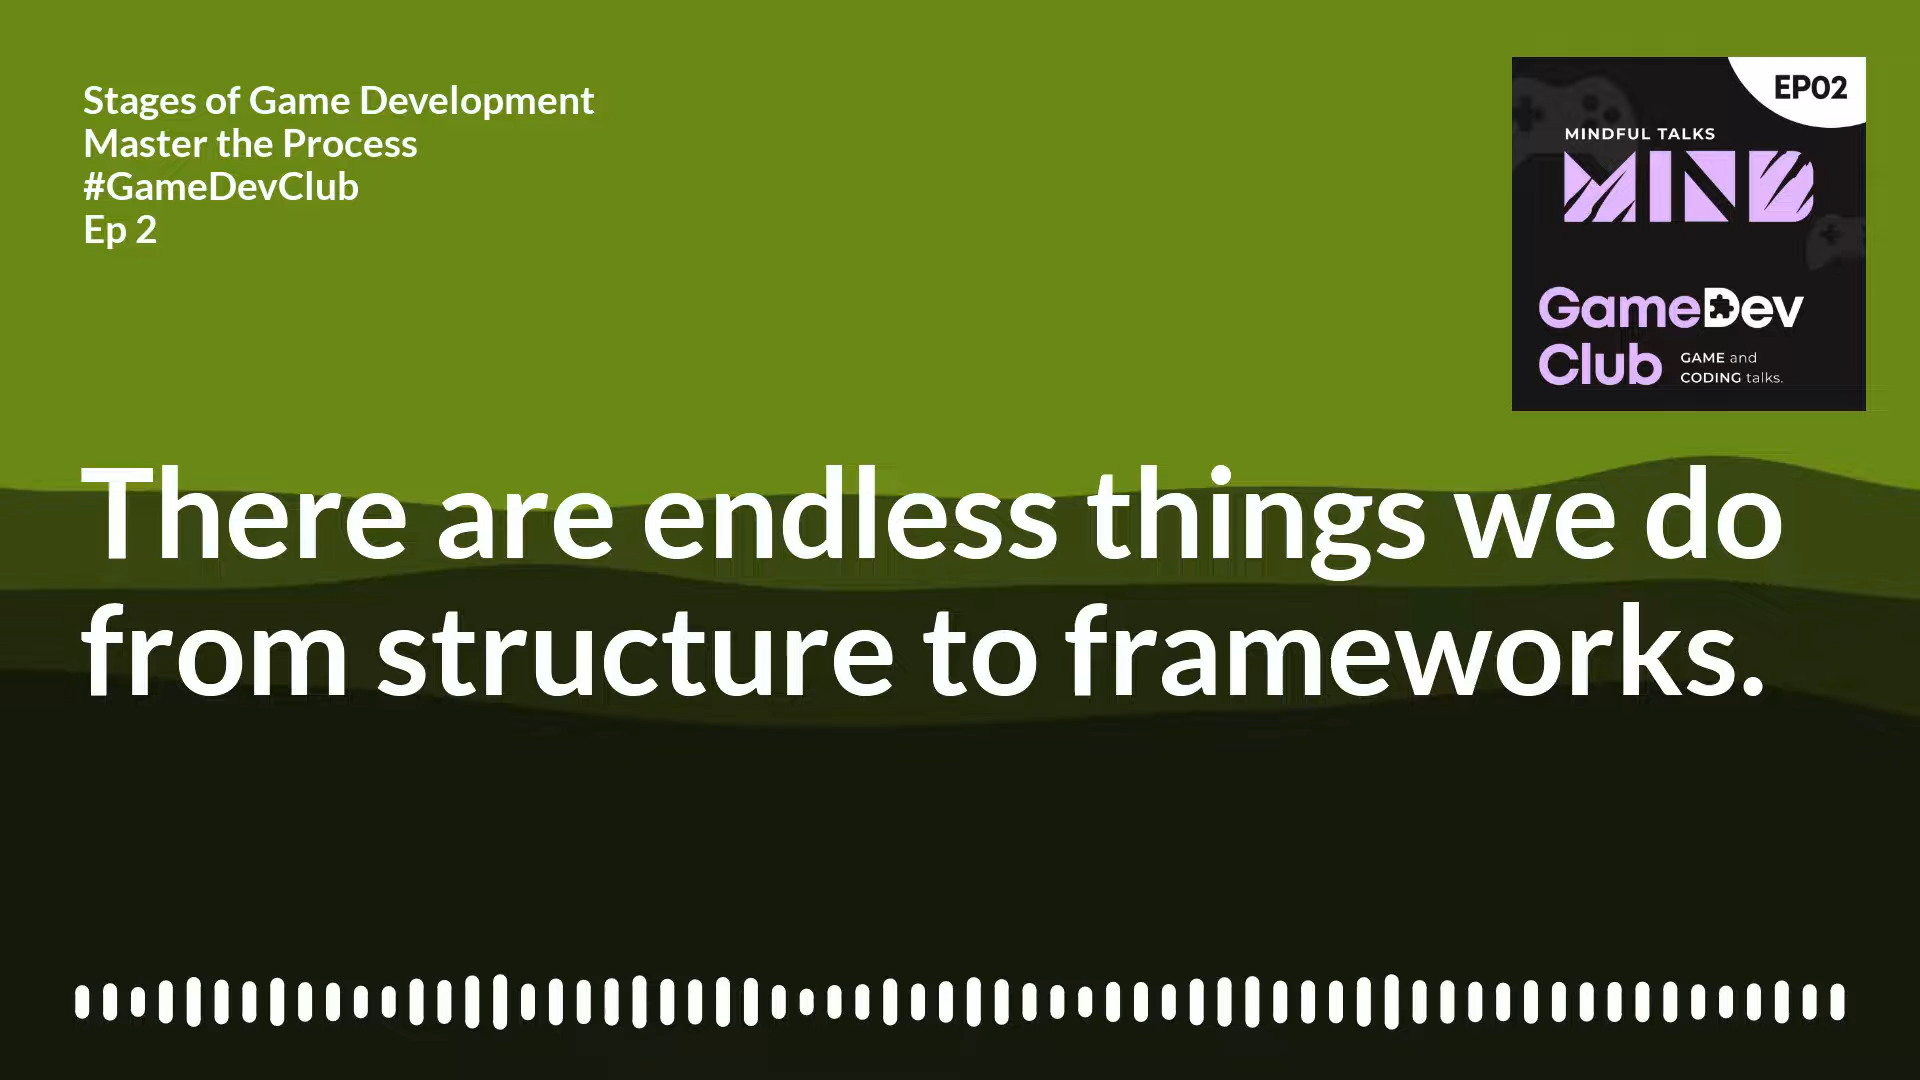 Stages of Game Development
Master the Process
#GameDevClub
Ep 2
EP02
MINDFUL TALKS
MIND
GameDev
Club
GAME and
CODING talks.
There are endless things we do
from structure to frameworks.